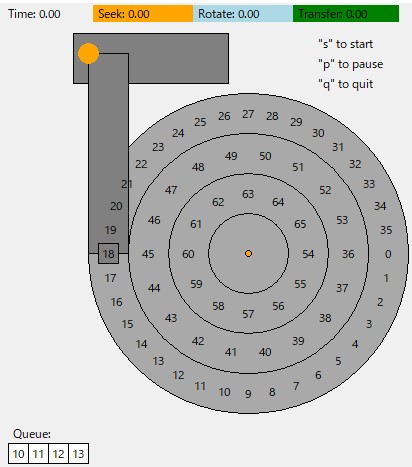 Time: 0.00 Seek: 0.00 Rotate: 0.00 Transfer: 0.00
"s" to start
"p" to pause
"q" to quit
24 25 26 27 28 29 30
23 31
22 48 49 50 51 32
21 47 52 33
20 62 63 64 34
19 46 61 65 53 35
18 45 60 54 36 0
17 44 59 55 37 1
16 58 57 56 2
15 43 38 3
14 42 41 40 39 4
13 5
12 11 10 9 8 7 6
Queue:
10 11 12 13